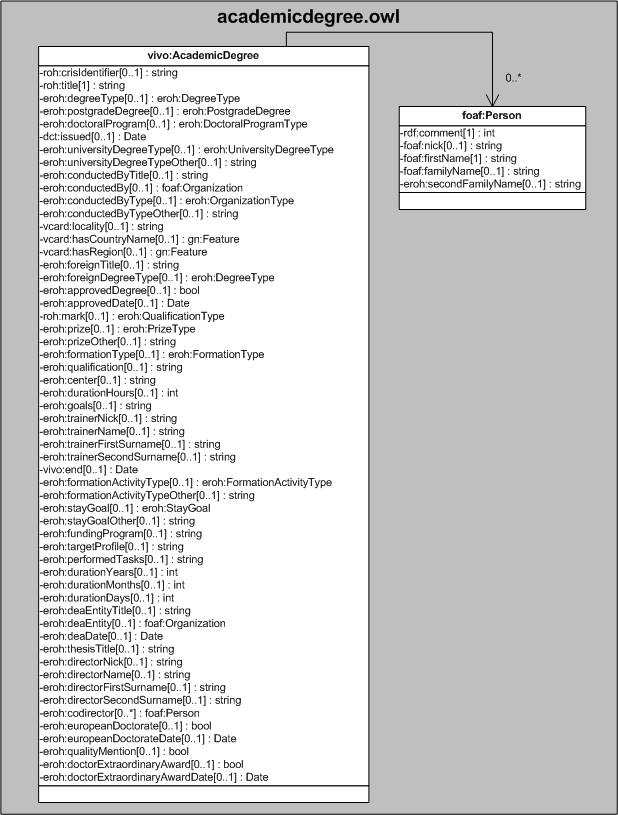 academicdegree.owl
vivo:AcademicDegree
-roh:crisIdentifier[0..1] : string
-roh:title[1] : string
-eroh:degreeType[0..1] : eroh:DegreeType
-eroh:postgradeDegree[0..1] : eroh:PostgradeDegree
-eroh:doctoralProgram[0..1] : eroh:DoctoralProgramType
-dct:issued[0..1] : Date
-eroh:universityDegreeType[0..1] : eroh:UniversityDegreeType
-eroh:universityDegreeTypeOther[0..1] : string
-eroh:conductedByTitle[0..1] : string
-eroh:conductedBy[0..1] : foaf:Organization
-eroh:conductedByType[0..1] : eroh:OrganizationType
-eroh:conductedByTypeOther[0..1] : string
-vcard:locality[0..1] : string
-vcard:hasCountryName[0..1] : gn:Feature
-vcard:hasRegion[0..1] : gn:Feature
-eroh:foreignTitle[0..1] : string
-eroh:foreignDegreeType[0..1] : eroh:DegreeType
-eroh:approvedDegree[0..1] : bool
-eroh:approvedDate[0..1] : Date
-roh:mark[0..1] : eroh:QualificationType
-eroh:prize[0..1] : eroh:PrizeType
-eroh:prizeOther[0..1] : string
-eroh:formationType[0..1] : eroh:FormationType
-eroh:qualification[0..1] : string
-eroh:center[0..1] : string
-eroh:durationHours[0..1] : int
-eroh:goals[0..1] : string
-eroh:trainerNick[0..1] : string
-eroh:trainerName[0..1] : string
-eroh:trainerFirstSurname[0..1] : string
-eroh:trainerSecondSurname[0..1] : string
-vivo:end[0..1] : Date
-eroh:formationActivityType[0..1] : eroh:FormationActivityType
-eroh:formationActivityTypeOther[0..1] : string
-eroh:stayGoal[0..1] : eroh:StayGoal
-eroh:stayGoalOther[0..1] : string
-eroh:fundingProgram[0..1] : string
-eroh:targetProfile[0..1] : string
-eroh:performedTasks[0..1] : string
-eroh:durationYears[0..1] : int
-eroh:durationMonths[0..1] : int
-eroh:durationDays[0..1] : int
-eroh:deaEntityTitle[0..1] : string
-eroh:deaEntity[0..1] : foaf:Organization
-eroh:deaDate[0..1] : Date
-eroh:thesisTitle[0..1] : string
-eroh:directorNick[0..1] : string
-eroh:directorName[0..1] : string
-eroh:directorFirstSurname[0..1] : string
-eroh:directorSecondSurname[0..1] : string
-eroh:codirector[0..*] : foaf:Person
-eroh:europeanDoctorate[0..1] : bool
-eroh:europeanDoctorateDate[0..1] : Date
-eroh:qualityMention[0..1] : bool
-eroh:doctorExtraordinaryAward[0..1] : bool
-eroh:doctorExtraordinaryAwardDate[0..1] : Date
0..*
foaf:Person
-rdf:comment[1] : int
-foaf:nick[0..1] : string
-foaf:firstName[1] : string
-foaf:familyName[0..1] : string
-eroh:secondFamilyName[0..1] : string